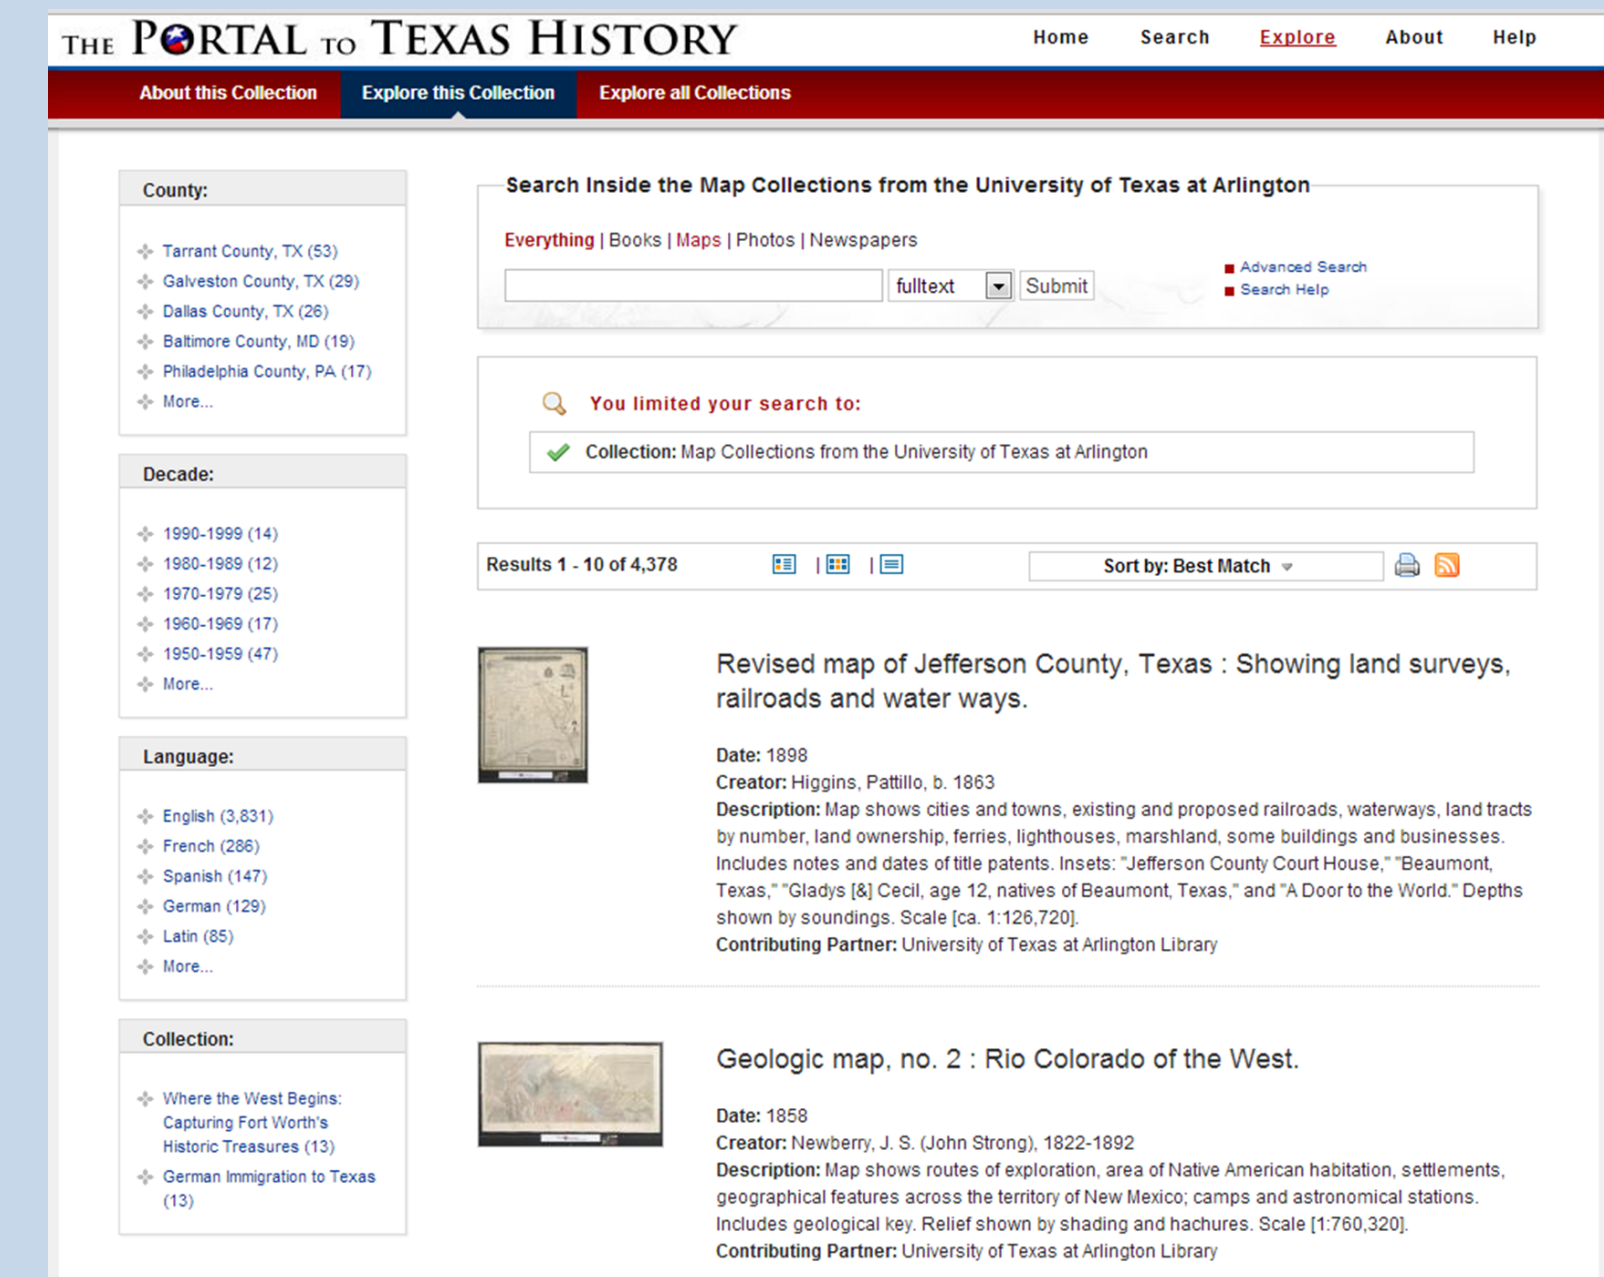 THE PORTAL TO TEXAS HISTORY
Home Search Explore About Help
About this Collection Explore this Collection Explore all Collections
County:
Tarrant County, TX (53)
Galveston County, TX (29)
Dallas County, TX (26)
Baltimore County, MD (19)
Philadelphia County, PA (17)
More...
Decade:
1990-1999 (14)
1980-1989 (12)
1970-1979 (25)
1960-1969 (17)
1950-1959 (47)
More...
Language:
English (3,831)
French (286)
Spanish (147)
German (129)
Latin (85)
More...
Collection:
Where the West Begins:
Capturing Fort Worth's
Historic Treasures (13)
German Immigration to Texas
(13)
Search Inside the Map Collections from the University of Texas at Arlington
Everything | Books | Maps | Photos | Newspapers
fulltext Submit
Advanced Search
Search Help
You limited your search to:
Collection: Map Collections from the University of Texas at Arlington
Results 1 - 10 of 4,378 | | Sort by: Best Match
Revised map of Jefferson County, Texas : Showing land surveys,
railroads and water ways.
Date: 1898
Creator: Higgins, Pattillo, b. 1863
Description: Map shows cities and towns, existing and proposed railroads, waterways, land tracts
by number, land ownership, ferries, lighthouses, marshland, some buildings and businesses.
Includes notes and dates of title patents. Insets: "Jefferson County Court House," "Beaumont,
Texas," "Gladys [&] Cecil, age 12, natives of Beaumont, Texas," and "A Door to the World." Depths
shown by soundings. Scale [ca. 1:126,720].
Contributing Partner: University of Texas at Arlington Library
Geologic map, no. 2 : Rio Colorado of the West.
Date: 1858
Creator: Newberry, J. S. (John Strong), 1822-1892
Description: Map shows routes of exploration, area of Native American habitation, settlements,
geographical features across the territory of New Mexico; camps and astronomical stations.
Includes geological key. Relief shown by shading and hachures. Scale [1:760,320].
Contributing Partner: University of Texas at Arlington Library